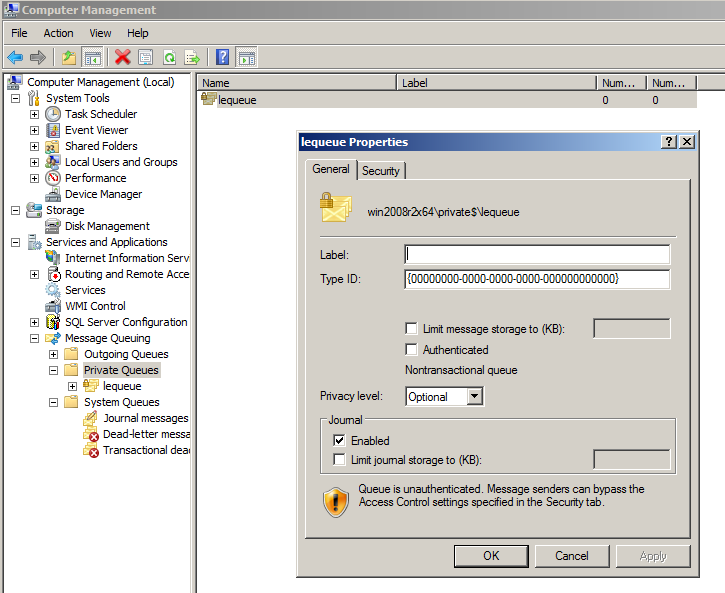 Computer Management
File Action View Help
Computer Management (Local)
System Tools
Task Scheduler
Event Viewer
Shared Folders
Local Users and Groups
Performance
Device Manager
Storage
Disk Management
Services and Applications
Internet Information Serv
Routing and Remote Acce
Services
WMI Control
SQL Server Configuration
Message Queuing
Outgoing Queues
Private Queues
lequeue
System Queues
Journal messages
Dead-letter messa
Transactional dead
Name Label Num... Num...
lequeue 0 0
lequeue Properties
General Security
win2008r2x64\private$\lequeue
Label:
Type ID: {00000000-0000-0000-0000-000000000000}
Limit message storage to (KB):
Authenticated
Nontransactional queue
Privacy level: Optional
Journal
Enabled
Limit journal storage to (KB):
Queue is unauthenticated. Message senders can bypass the
Access Control settings specified in the Security tab.
OK Cancel Apply